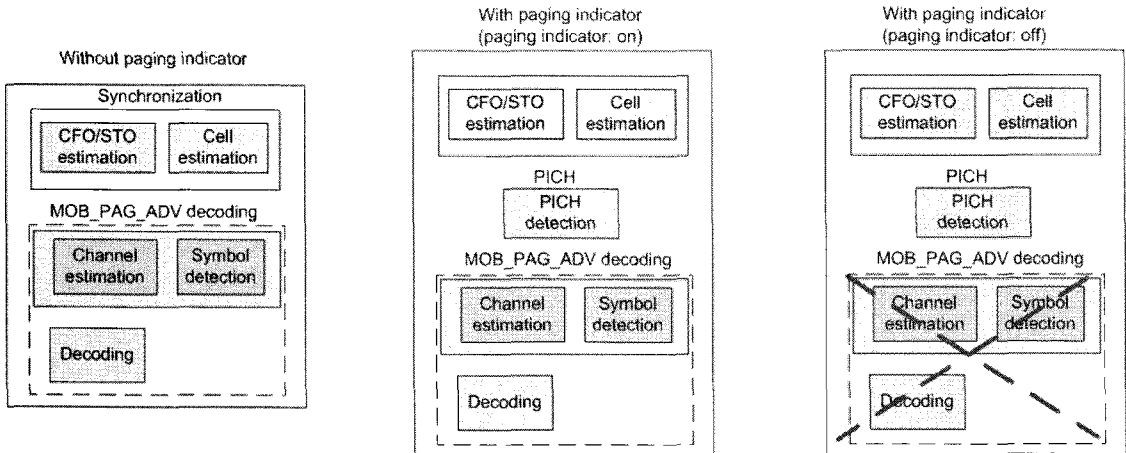 Without paging indicator
Synchronization
CFO/STO
estimation
Cell
estimation
MOB_PAG_ADV decoding
Channel
estimation
Symbol
detection
Decoding
With paging indicator
(paging indicator: on)
CFO/STO
estimation
Cell
estimation
PICH
PICH
detection
MOB_PAG_ADV decoding
Channel
estimation
Symbol
detection
Decoding
With paging indicator
(paging indicator: off)
CFO/STO
estimation
Cell
estimation
PICH
PICH
detection
MOB_PAG_ADV decoding
Channel
estimation
Symbol
detection
Decoding